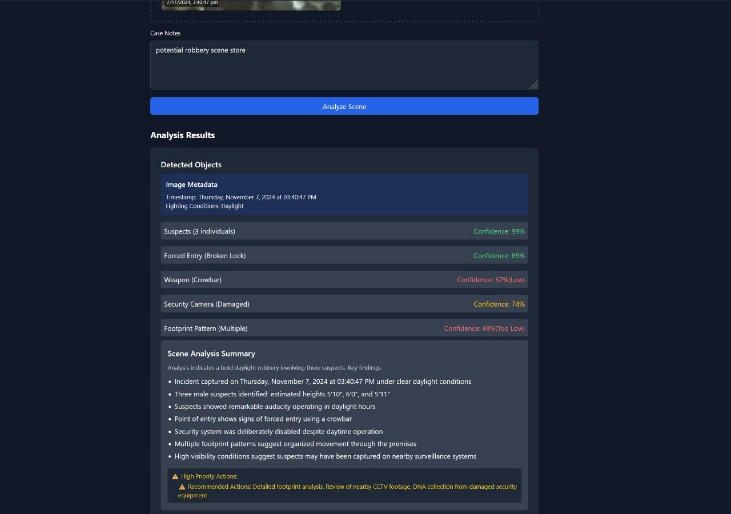 7/11/2024, 3:40:47 pm
Case Notes
potential robbery scene store
Analyze Scene
Analysis Results
Detected Objects
Image Metadata
Timestamp: Thursday, November 7, 2024 at 03:40:47 PM
Lighting Conditions: Daylight
Suspects (3 individuals) Confidence: 99%
Forced Entry (Broken Lock) Confidence: 85%
Weapon (Crowbar) Confidence: 57%(Low)
Security Camera (Damaged) Confidence: 74%
Footprint Pattern (Multiple) Confidence: 49%(Too Low)
Scene Analysis Summary
Analysis indicates a bold daylight robbery involving three suspects. Key findings:
• Incident captured on Thursday, November 7, 2024 at 03:40:47 PM under clear daylight conditions
• Three male suspects identified: estimated heights 5'10", 6'0", and 5'11"
• Suspects showed remarkable audacity operating in daylight hours
• Point of entry shows signs of forced entry using a crowbar
• Security system was deliberately disabled despite daytime operation
• Multiple footprint patterns suggest organized movement through the premises
• High visibility conditions suggest suspects may have been captured on nearby surveillance systems
⚠ High Priority Actions:
⚠ Recommended Actions: Detailed footprint analysis, Review of nearby CCTV footage, DNA collection from damaged security
equipment